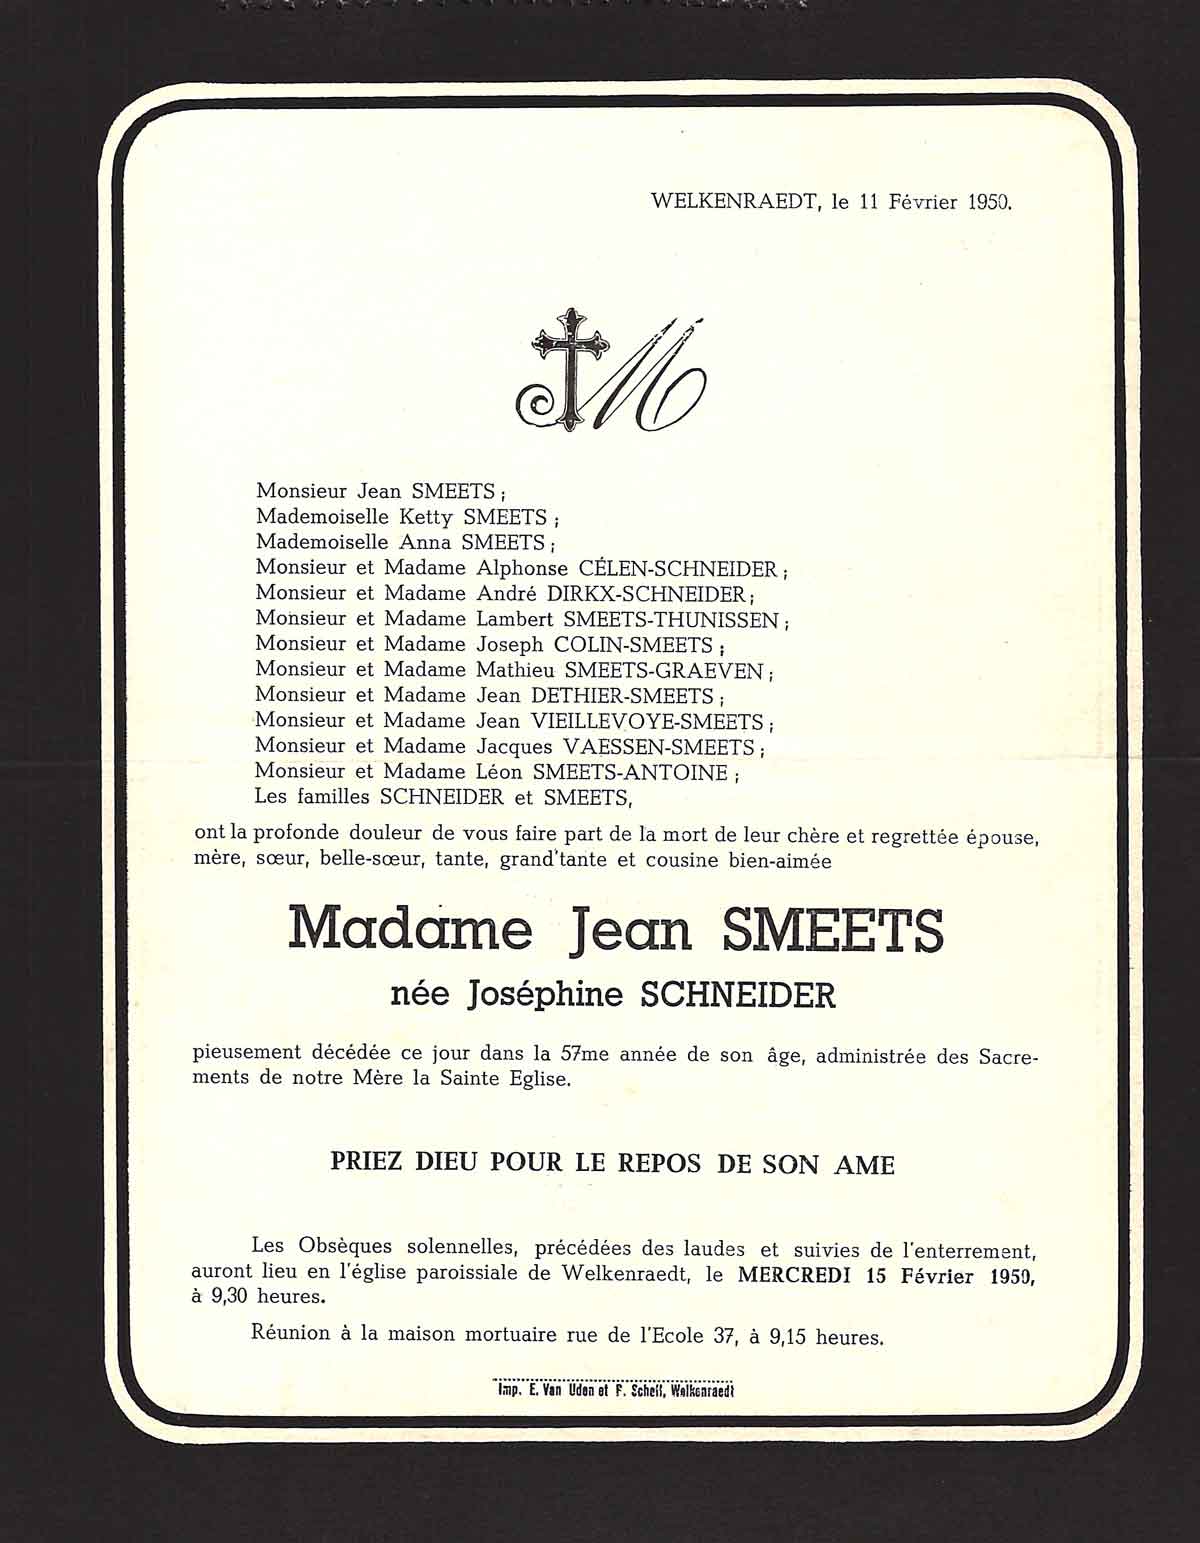 WELKENRAEDT, le 11 Février 1950.
M
Monsieur Jean SMEETS ;
Mademoiselle Ketty SMEETS ;
Mademoiselle Anna SMEETS ;
Monsieur et Madame Alphonse CÉLEN-SCHNEIDER ;
Monsieur et Madame André DIRKX-SCHNEIDER ;
Monsieur et Madame Lambert SMEETS-THUNISSEN ;
Monsieur et Madame Joseph COLIN-SMEETS ;
Monsieur et Madame Mathieu SMEETS-GRAEVEN ;
Monsieur et Madame Jean DETHIER-SMEETS ;
Monsieur et Madame Jean VIEILLEVOYE-SMEETS ;
Monsieur et Madame Jacques VAESSEN-SMEETS ;
Monsieur et Madame Léon SMEETS-ANTOINE ;
Les familles SCHNEIDER et SMEETS,
ont la profonde douleur de vous faire part de la mort de leur chère et regrettée épouse,
mère, sœur, belle-sœur, tante, grand'tante et cousine bien-aimée
Madame Jean SMEETS
née Joséphine SCHNEIDER
pieusement décédée ce jour dans la 57me année de son âge, administrée des Sacre-
ments de notre Mère la Sainte Eglise.
PRIEZ DIEU POUR LE REPOS DE SON AME
Les Obsèques solennelles, précédées des laudes et suivies de l'enterrement,
auront lieu en l'église paroissiale de Welkenraedt, le MERCREDI 15 Février 1950,
à 9,30 heures.
Réunion à la maison mortuaire rue de l'Ecole 37, à 9,15 heures.
Imp. E. Van Uden et F. Scheif, Welkenraedt